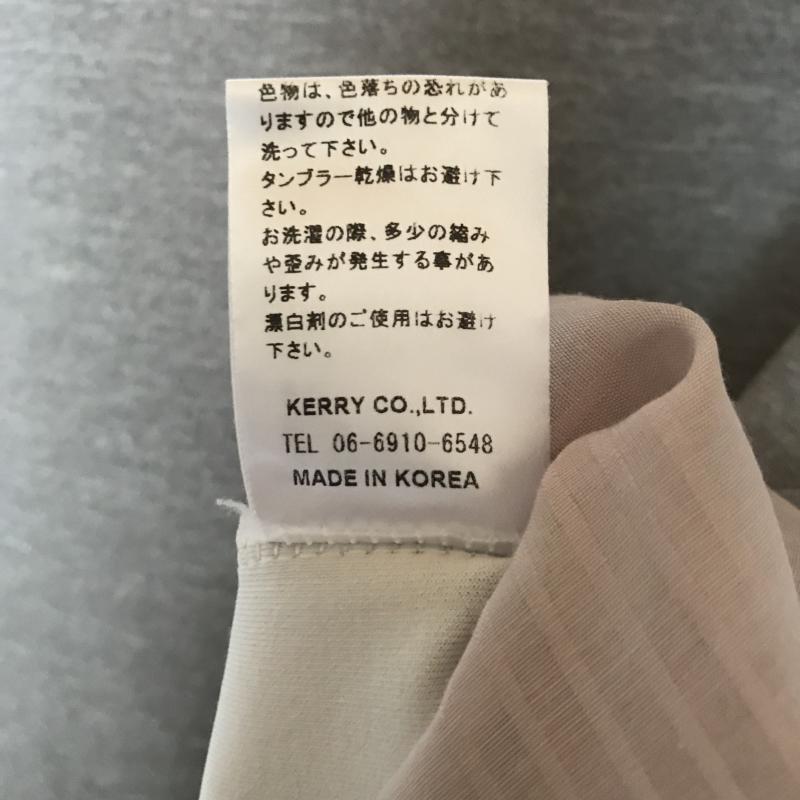 色物は、色落ちの恐れがあ
りますので他の物と分けて
洗って下さい。
タンブラー乾燥はお避け下
さい。
お洗濯の際、多少の縮み
や歪みが発生する事があ
ります。
漂白剤のご使用はお避け
下さい。
KERRY CO.,LTD.
TEL 06-6910-6548
MADE IN KOREA